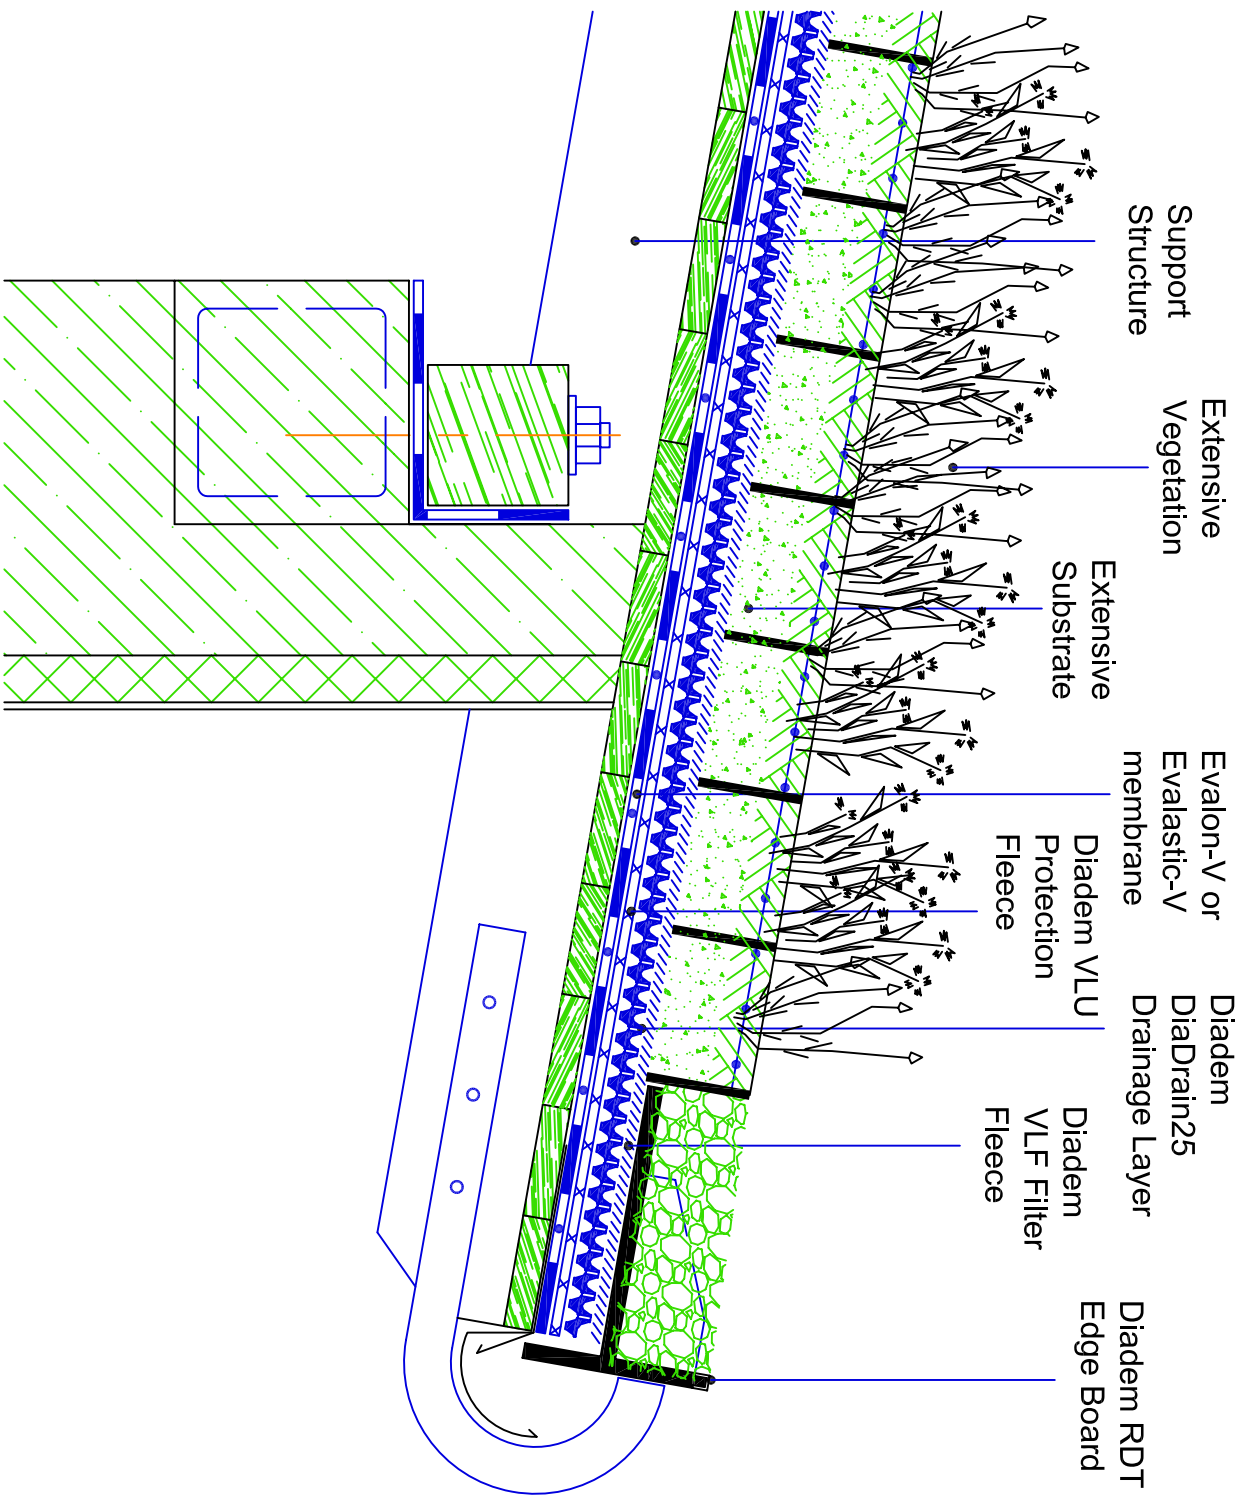 Support
Structure
Extensive
Vegetation
Extensive
Substrate
Evalon-V or
Evalastic-V
membrane
Diadem VLU
Protection
Fleece
Diadem
DiaDrain25
Drainage Layer
Diadem
VLF Filter
Fleece
Diadem RDT
Edge Board